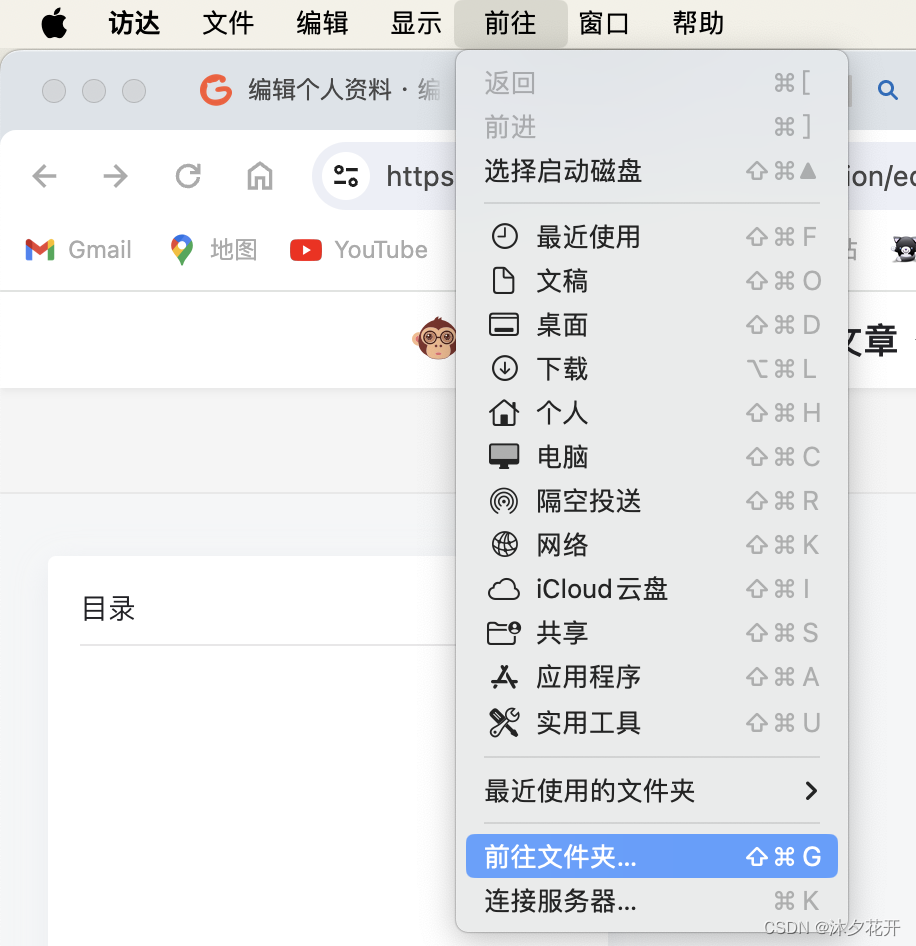 访达 文件 编辑 显示 前往 窗口 帮助
编辑个人资料 · 编
返回 ⌘[
前进 ⌘]
选择启动磁盘 ⇧⌘▲
https
ion/ed
最近使用 ⇧⌘F
Gmail 地图 YouTube
文稿 ⇧⌘O
桌面 ⇧⌘D
文章
下载 ⌥⌘L
个人 ⇧⌘H
电脑 ⇧⌘C
隔空投送 ⇧⌘R
网络 ⇧⌘K
iCloud云盘 ⇧⌘I
目录
共享 ⇧⌘S
应用程序 ⇧⌘A
实用工具 ⇧⌘U
最近使用的文件夹
前往文件夹... ⇧⌘G
连接服务器... ⌘K
CSDN @沐夕花开